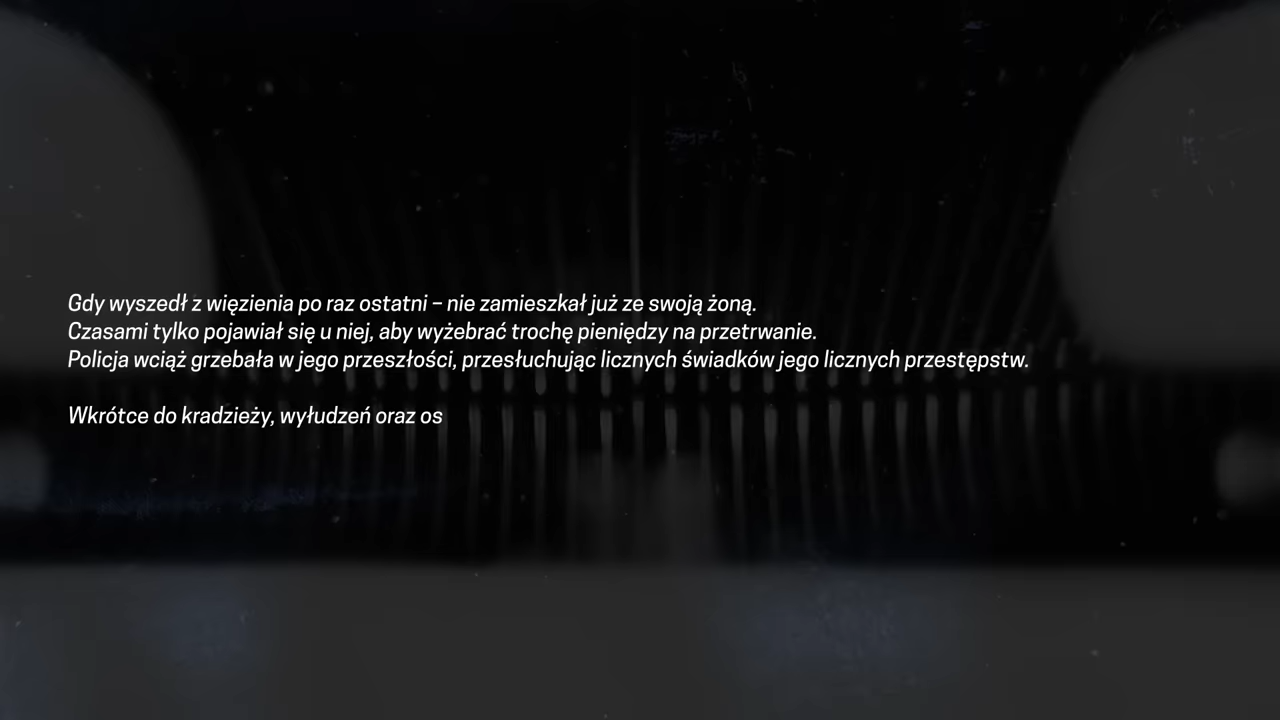 Gdy wyszedł z więzienia po raz ostatni – nie zamieszkał już ze swoją żoną.
Czasami tylko pojawiał się u niej, aby wyżebrać trochę pieniędzy na przetrwanie.
Policja wciąż grzebała w jego przeszłości, przesłuchując licznych świadków jego licznych przestępstw.
Wkrótce do kradzieży, wyłudzeń oraz os